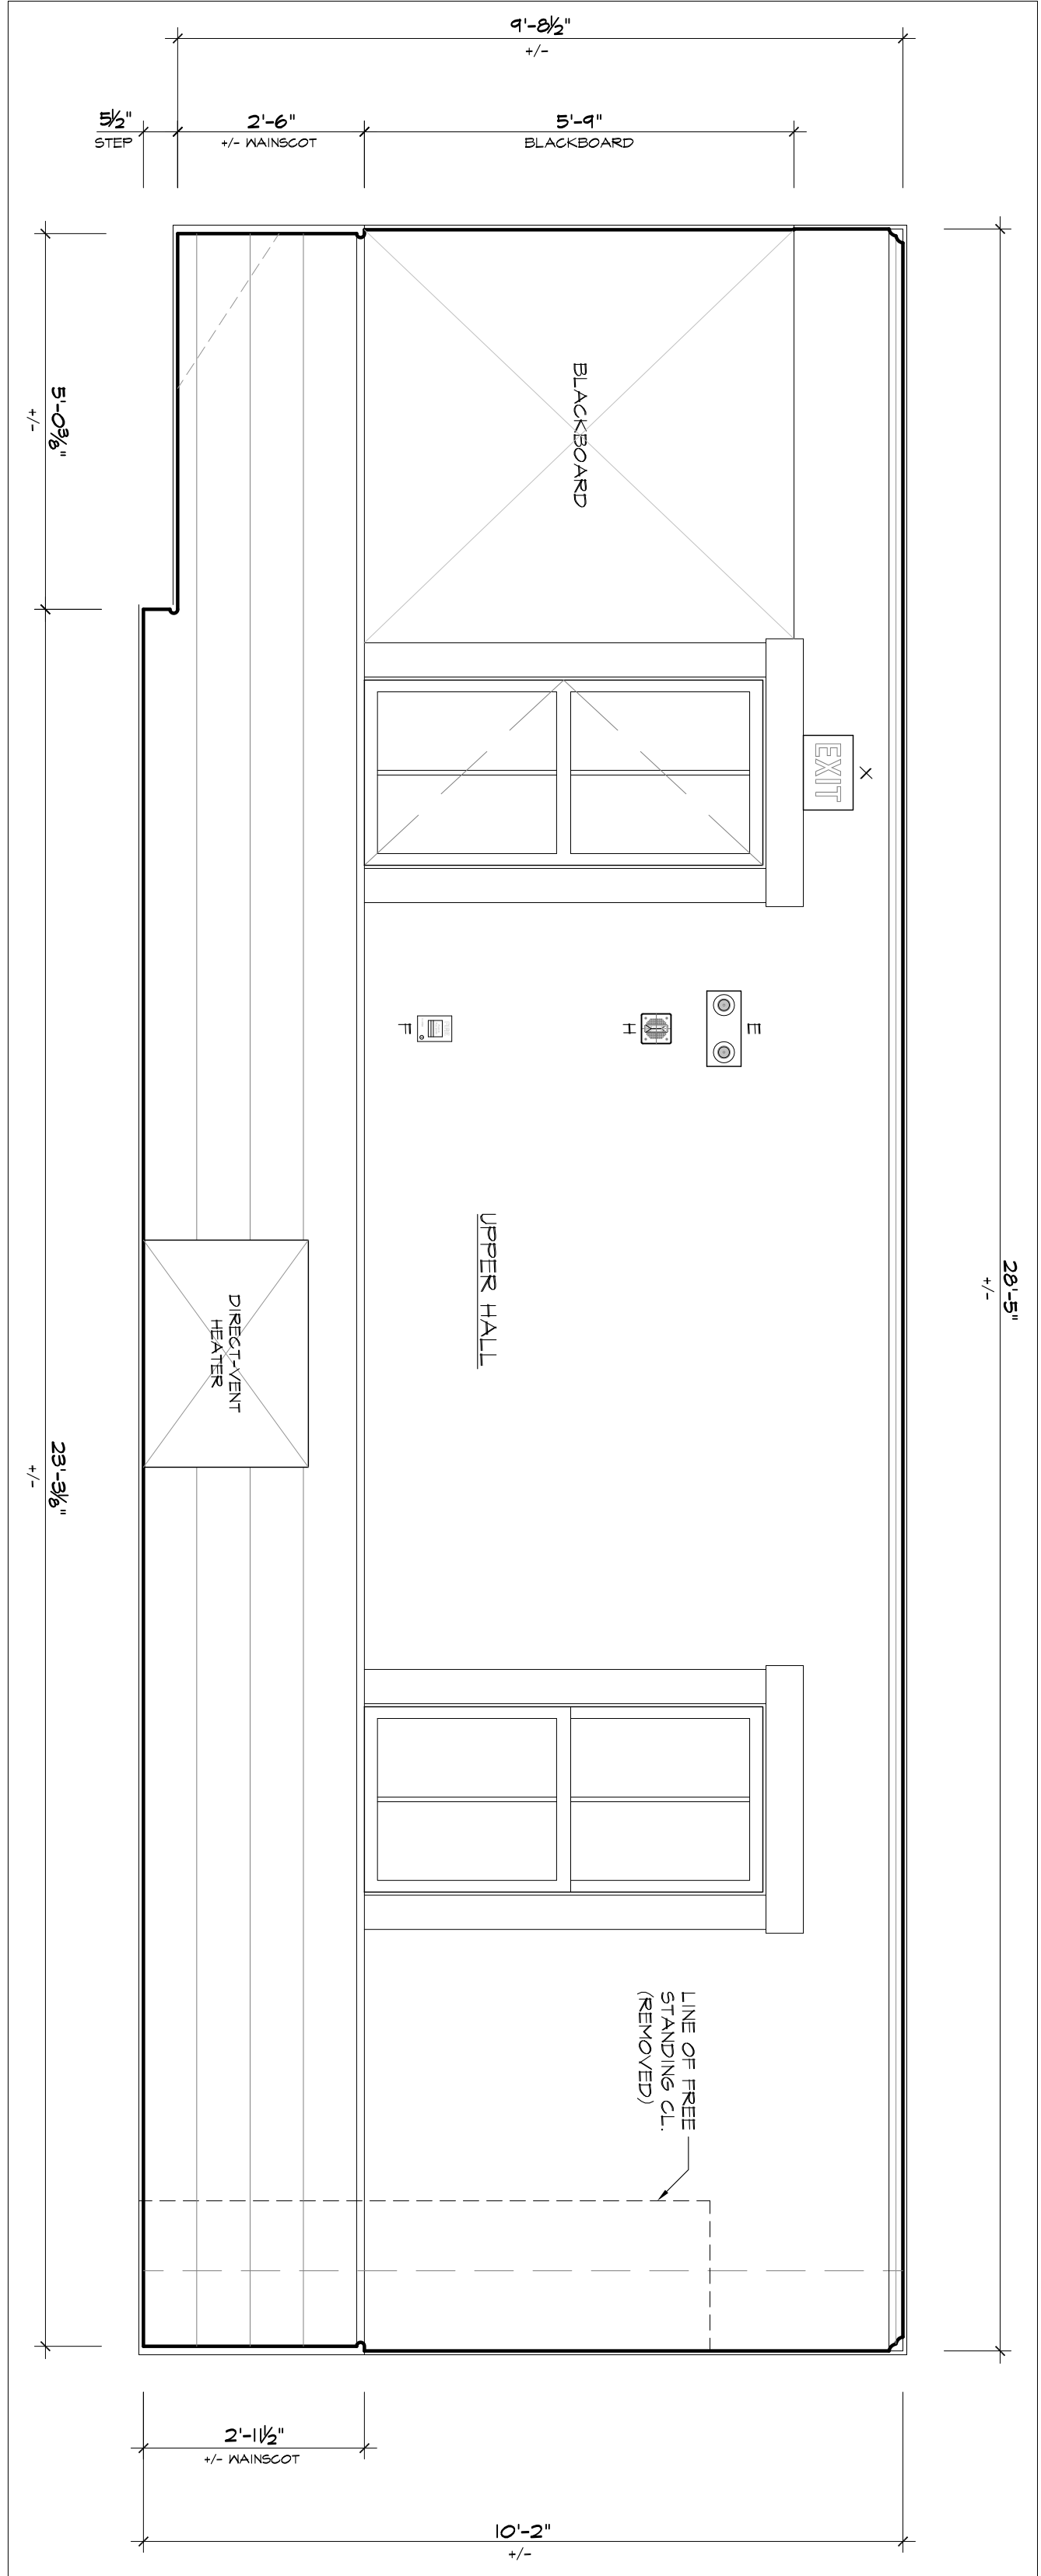 9'-8½"
+/-
5½"
STEP
2'-6"
+/- WAINSCOT
5'-9"
BLACKBOARD
5'-0⅜"
+/-
BLACKBOARD
EXIT
X
F
H
E
UPPER HALL
28'-5"
+/-
DIRECT-VENT
HEATER
23'-3⅛"
+/-
LINE OF FREE
STANDING CL.
(REMOVED)
2'-11½"
+/- WAINSCOT
10'-2"
+/-